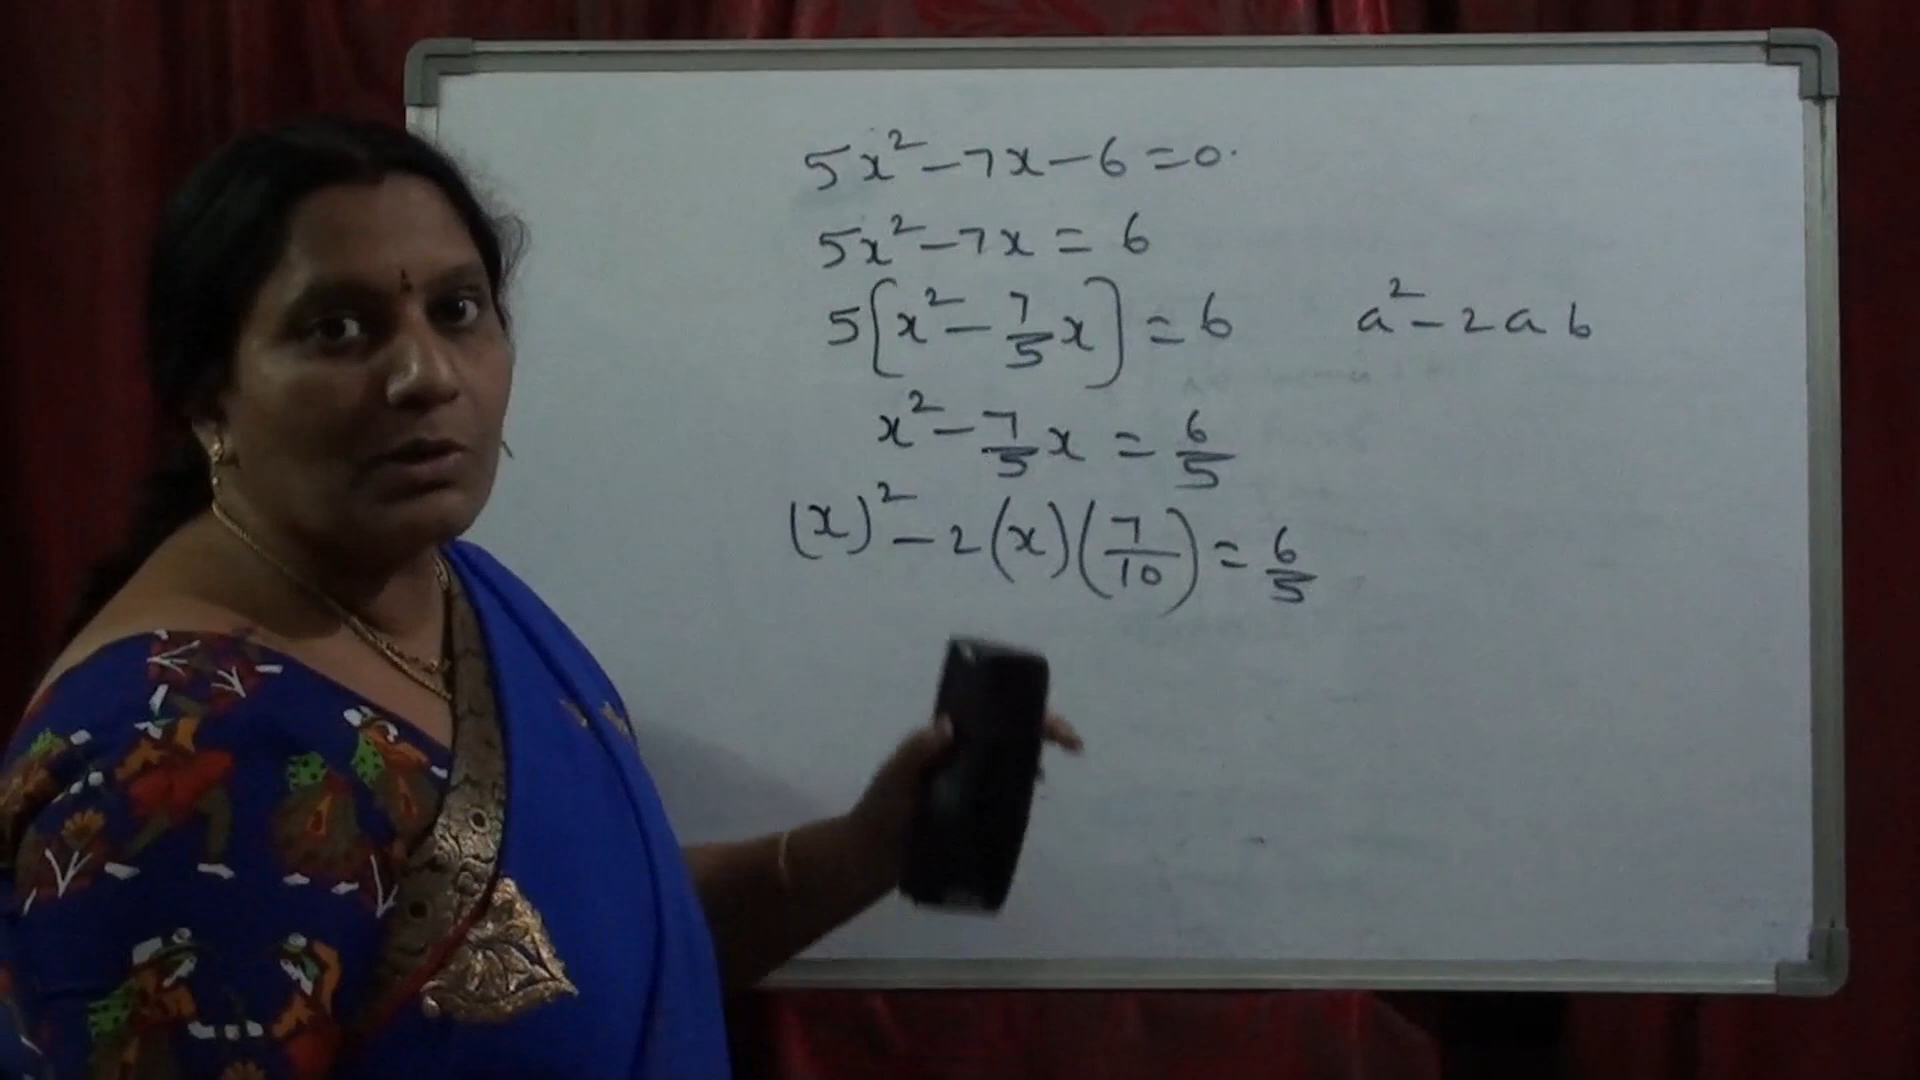 5x² - 7x - 6 = 0.
5x² - 7x = 6
5[x² - 7/5 x] = 6
a² - 2ab
x² - 7/5 x = 6/5
(x)² - 2(x)(7/10) = 6/5